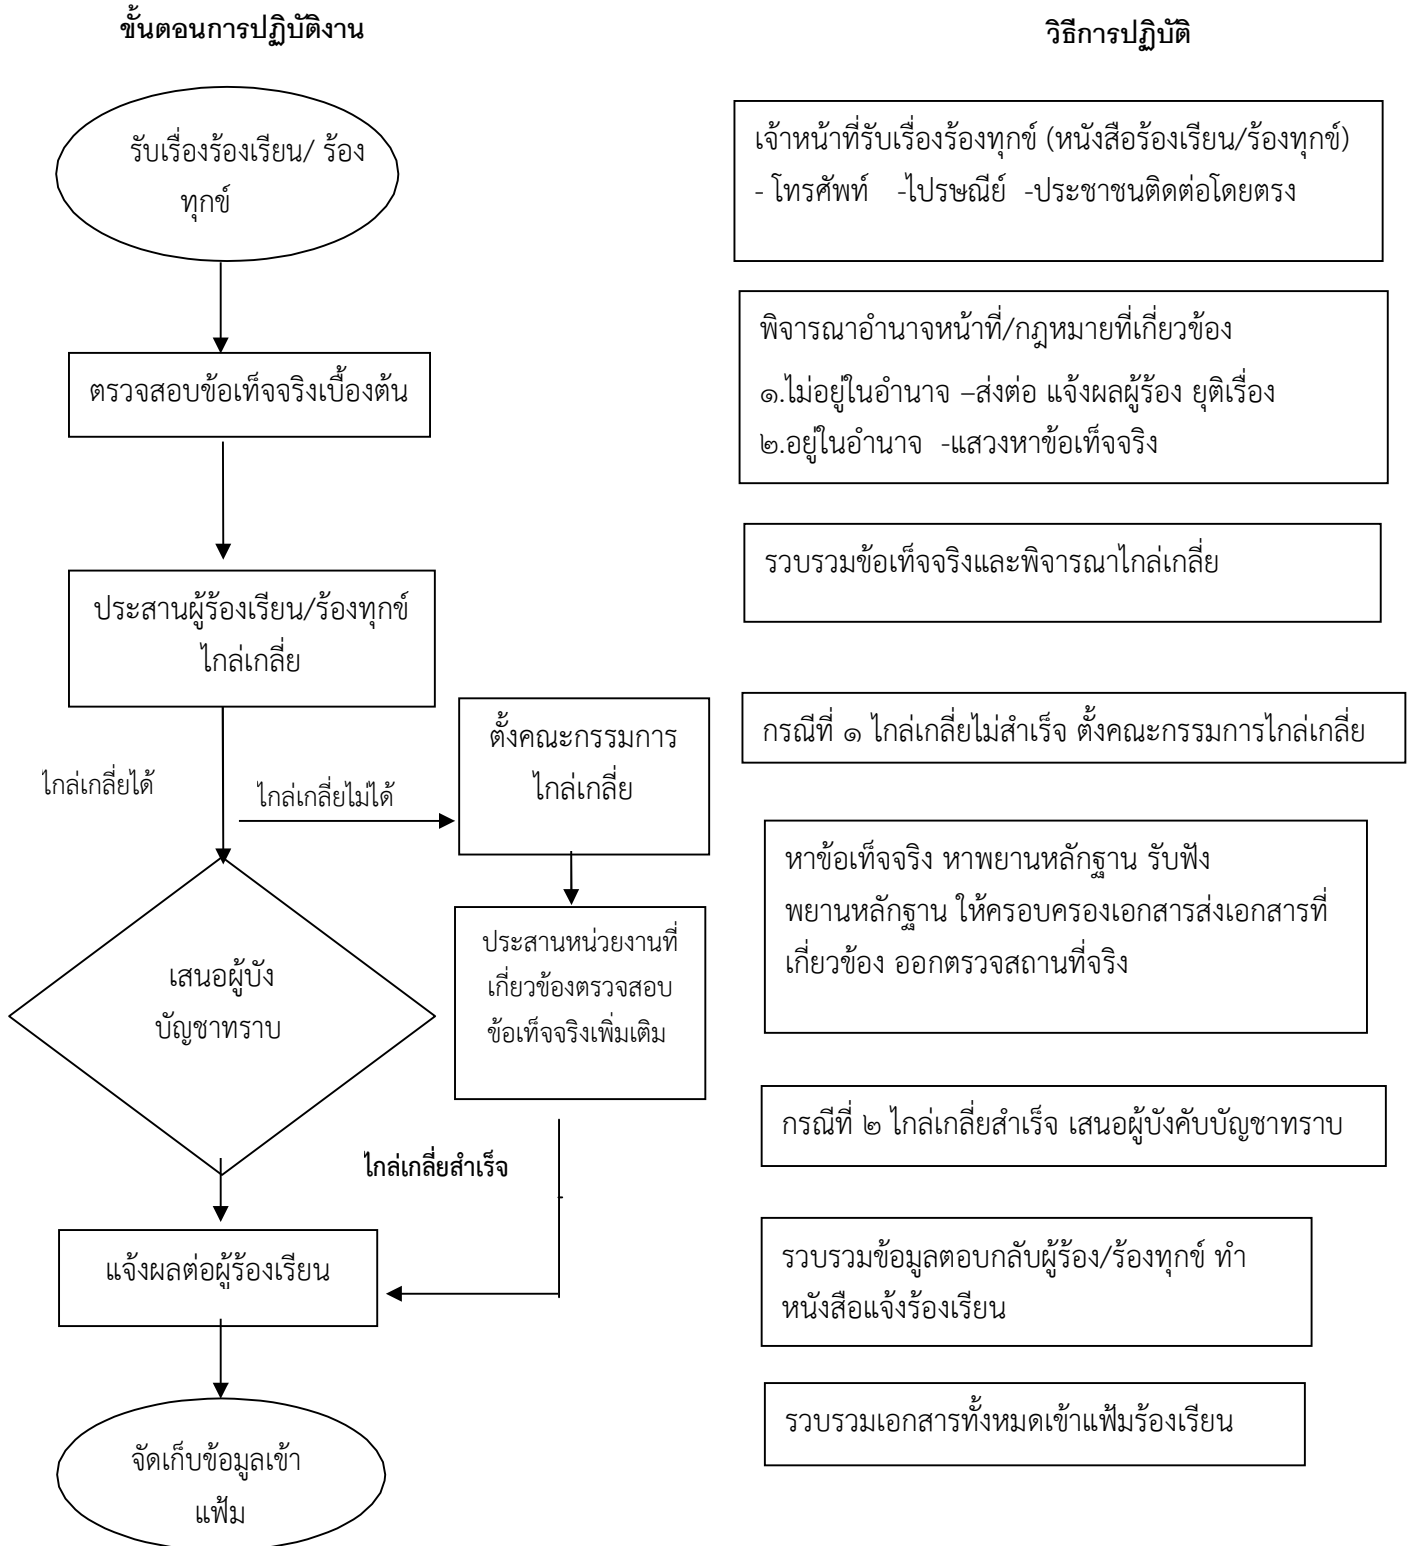 ขั้นตอนการปฏิบัติงาน
วิธีการปฏิบัติ
รับเรื่องร้องเรียน/ ร้อง
ทุกข์
เจ้าหน้าที่รับเรื่องร้องทุกข์ (หนังสือร้องเรียน/ร้องทุกข์)
- โทรศัพท์ -ไปรษณีย์ -ประชาชนติดต่อโดยตรง
ตรวจสอบข้อเท็จจริงเบื้องต้น
พิจารณาอำนาจหน้าที่/กฎหมายที่เกี่ยวข้อง
๑.ไม่อยู่ในอำนาจ –ส่งต่อ แจ้งผลผู้ร้อง ยุติเรื่อง
๒.อยู่ในอำนาจ -แสวงหาข้อเท็จจริง
ประสานผู้ร้องเรียน/ร้องทุกข์
ไกล่เกลี่ย
รวบรวมข้อเท็จจริงและพิจารณาไกล่เกลี่ย
ไกล่เกลี่ยได้
ไกล่เกลี่ยไม่ได้
ตั้งคณะกรรมการ
ไกล่เกลี่ย
กรณีที่ ๑ ไกล่เกลี่ยไม่สำเร็จ ตั้งคณะกรรมการไกล่เกลี่ย
เสนอผู้บัง
บัญชาทราบ
ประสานหน่วยงานที่
เกี่ยวข้องตรวจสอบ
ข้อเท็จจริงเพิ่มเติม
หาข้อเท็จจริง หาพยานหลักฐาน รับฟัง
พยานหลักฐาน ให้ครอบครองเอกสารส่งเอกสารที่
เกี่ยวข้อง ออกตรวจสถานที่จริง
ไกล่เกลี่ยสำเร็จ
กรณีที่ ๒ ไกล่เกลี่ยสำเร็จ เสนอผู้บังคับบัญชาทราบ
แจ้งผลต่อผู้ร้องเรียน
รวบรวมข้อมูลตอบกลับผู้ร้อง/ร้องทุกข์ ทำ
หนังสือแจ้งร้องเรียน
จัดเก็บข้อมูลเข้า
แฟ้ม
รวบรวมเอกสารทั้งหมดเข้าแฟ้มร้องเรียน